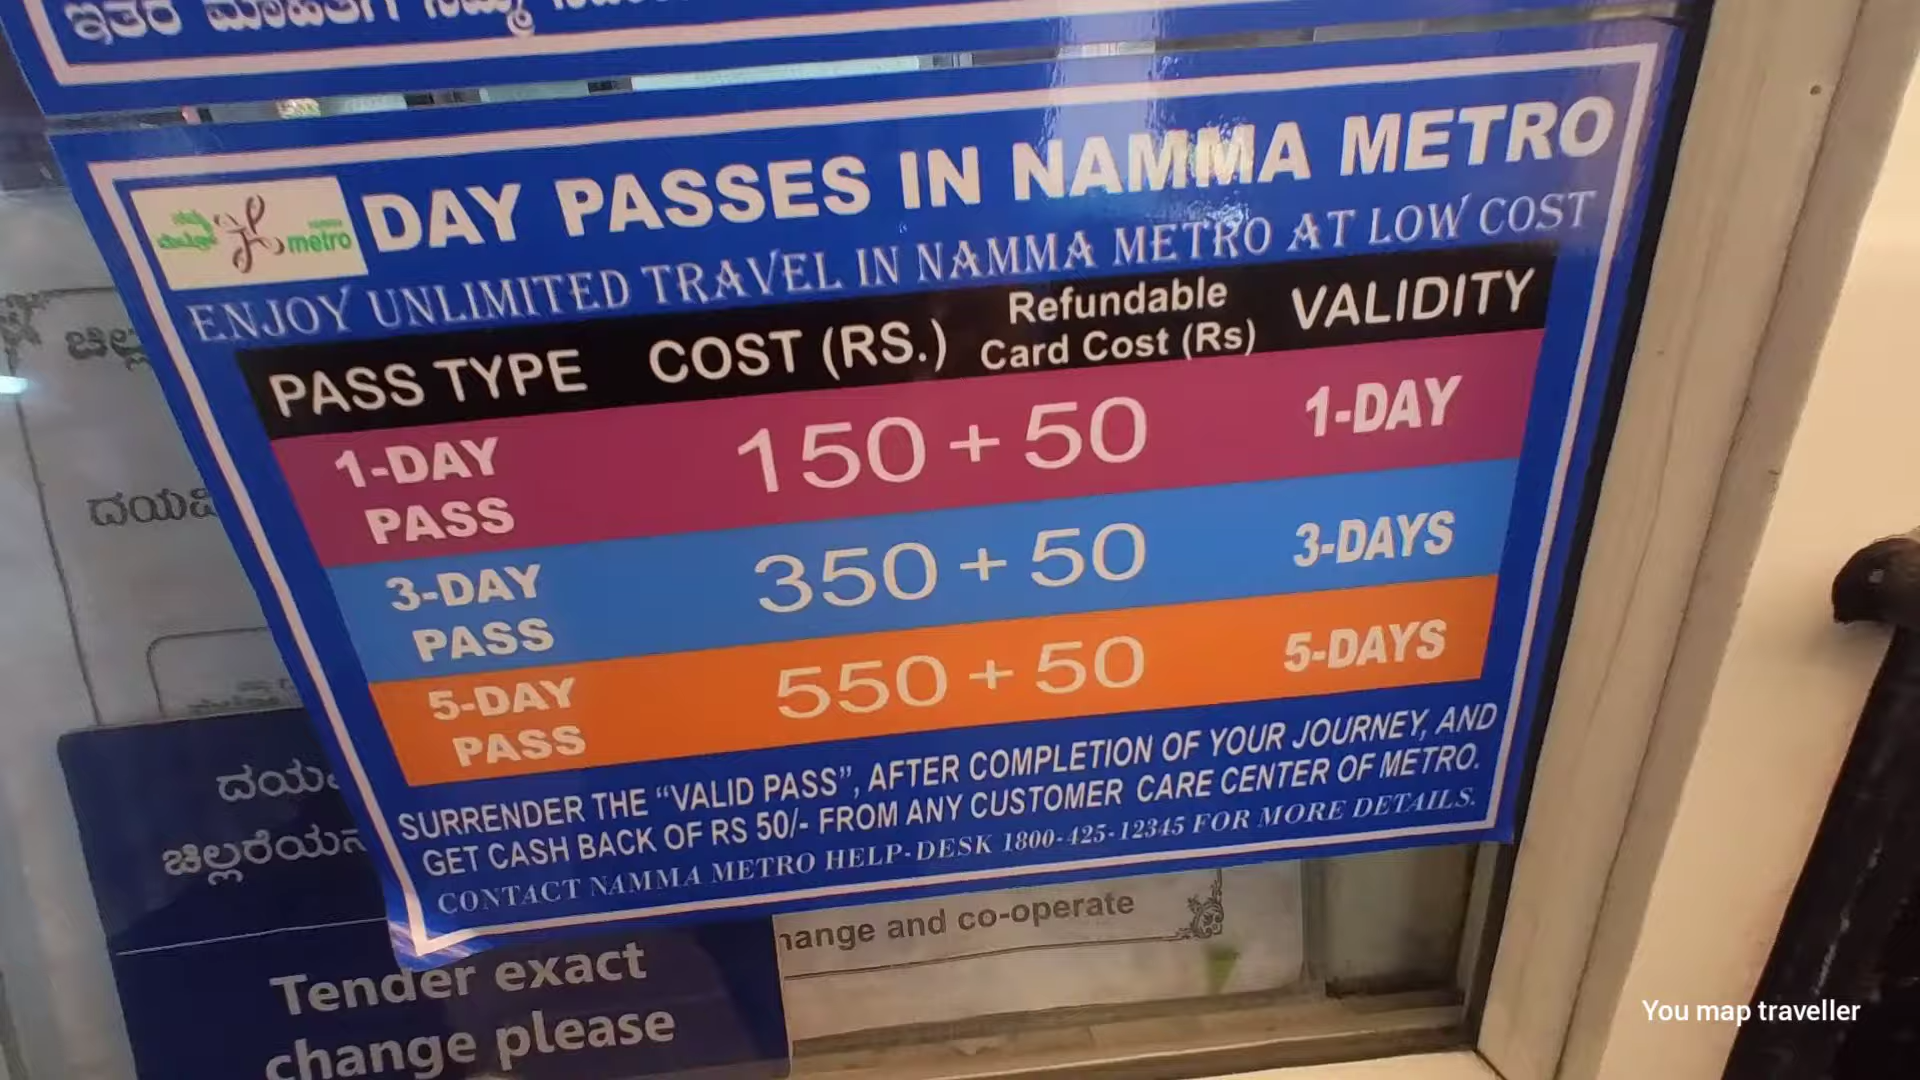 ಇತರ ಮಾಹಿತಿಗೆ ನಮ್ಮ
metro
DAY PASSES IN NAMMA METRO
ENJOY UNLIMITED TRAVEL IN NAMMA METRO AT LOW COST
PASS TYPE COST (RS.) Refundable Card Cost (Rs) VALIDITY
1-DAY PASS 150 + 50 1-DAY
3-DAY PASS 350 + 50 3-DAYS
5-DAY PASS 550 + 50 5-DAYS
SURRENDER THE “VALID PASS”, AFTER COMPLETION OF YOUR JOURNEY, AND
GET CASH BACK OF RS 50/- FROM ANY CUSTOMER CARE CENTER OF METRO.
CONTACT NAMMA METRO HELP-DESK 1800-425-12345 FOR MORE DETAILS.
hange and co-operate
Tender exact
change please
You map traveller